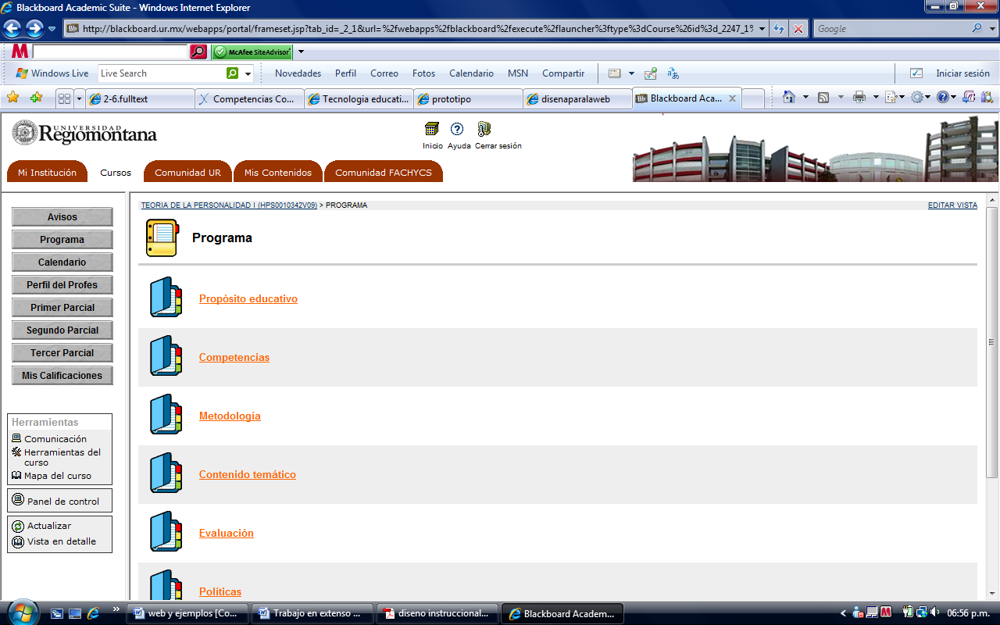 Blackboard Academic Suite - Windows Internet Explorer
http://blackboard.ur.mx/webapps/portal/frameset.jsp?tab_id=_2_1&url=%2fwebapps%2fblackboard%2fexecute%2flauncher%3ftype%3dCourse%26id%3d_2247_1%
Google
McAfee SiteAdvisor
Windows Live
Live Search
Novedades Perfil Correo Fotos Calendario MSN Compartir
Iniciar sesión
2-6.fulltext
Competencias Co...
Tecnologia educati...
prototipo
disenaparalaweb
Blackboard Aca...
UNIVERSIDAD
Regiomontana
Inicio Ayuda Cerrar sesión
Mi Institución Cursos Comunidad UR Mis Contenidos Comunidad FACHYCS
Avisos
Programa
Calendario
Perfil del Profes
Primer Parcial
Segundo Parcial
Tercer Parcial
Mis Calificaciones
Herramientas
Comunicación
Herramientas del
curso
Mapa del curso
Panel de control
Actualizar
Vista en detalle
TEORIA DE LA PERSONALIDAD I (HPS0010342V09) > PROGRAMA
EDITAR VISTA
Programa
Propósito educativo
Competencias
Metodología
Contenido temático
Evaluación
Políticas
web y ejemplos [Co...
Trabajo en extenso ...
diseno instruccional...
Blackboard Academ...
06:56 p.m.